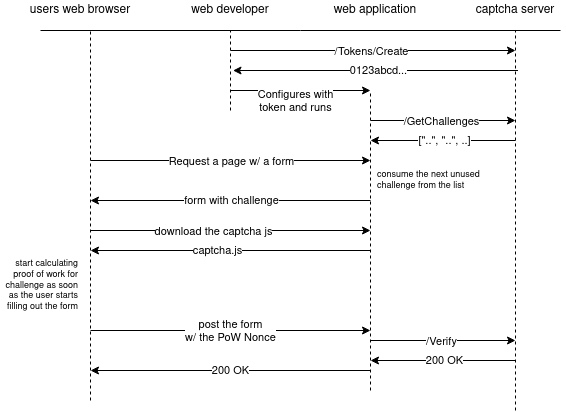 users web browser
web developer
web application
captcha server
/Tokens/Create
0123abcd...
Configures with
token and runs
/GetChallenges
["..", "..", ..]
Request a page w/ a form
consume the next unused
challenge from the list
form with challenge
download the captcha js
captcha.js
start calculating
proof of work for
challenge as soon
as the user starts
filling out the form
post the form
w/ the PoW Nonce
/Verify
200 OK
200 OK